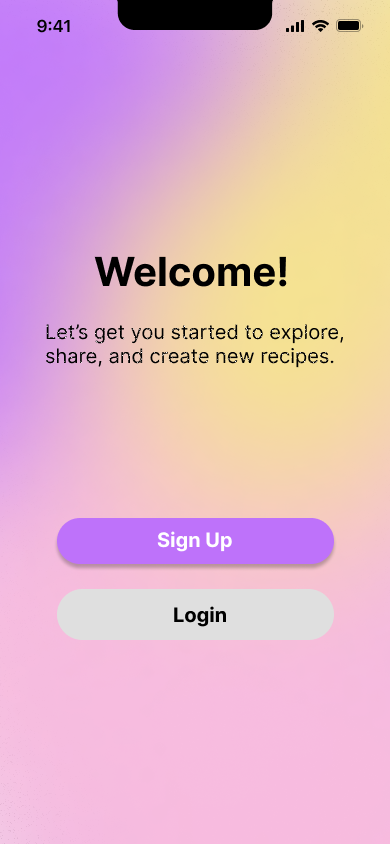 9:41
Welcome!
Let’s get you started to explore,
share, and create new recipes.
Sign Up
Login